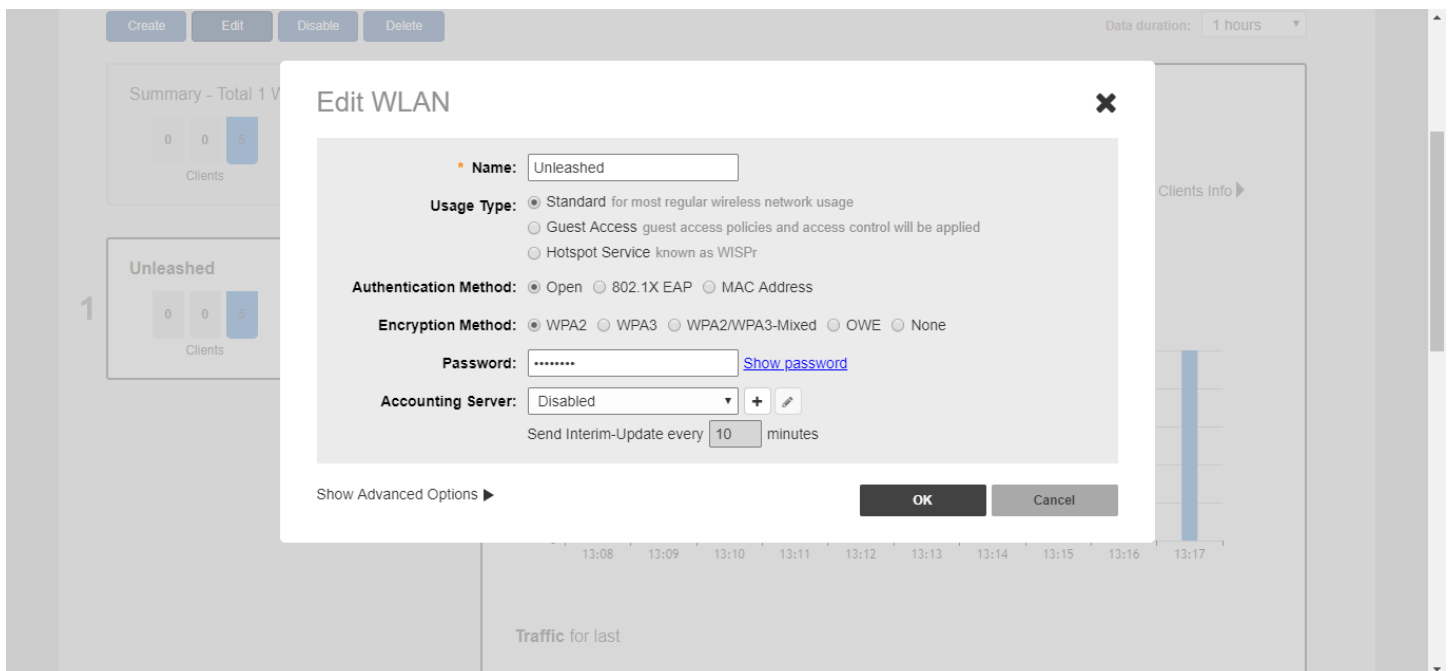 Create Edit Disable Delete Data duration: 1 hours
Summary - Total 1 W
0 0 5
Clients
Clients Info
Unleashed
1
0 0 5
Clients
Edit WLAN
* Name: Unleashed
Usage Type: Standard for most regular wireless network usage
Guest Access guest access policies and access control will be applied
Hotspot Service known as WISPr
Authentication Method: Open 802.1X EAP MAC Address
Encryption Method: WPA2 WPA3 WPA2/WPA3-Mixed OWE None
Password: •••••••• Show password
Accounting Server: Disabled
Send Interim-Update every 10 minutes
Show Advanced Options
OK Cancel
13:08 13:09 13:10 13:11 13:12 13:13 13:14 13:15 13:16 13:17
Traffic for last